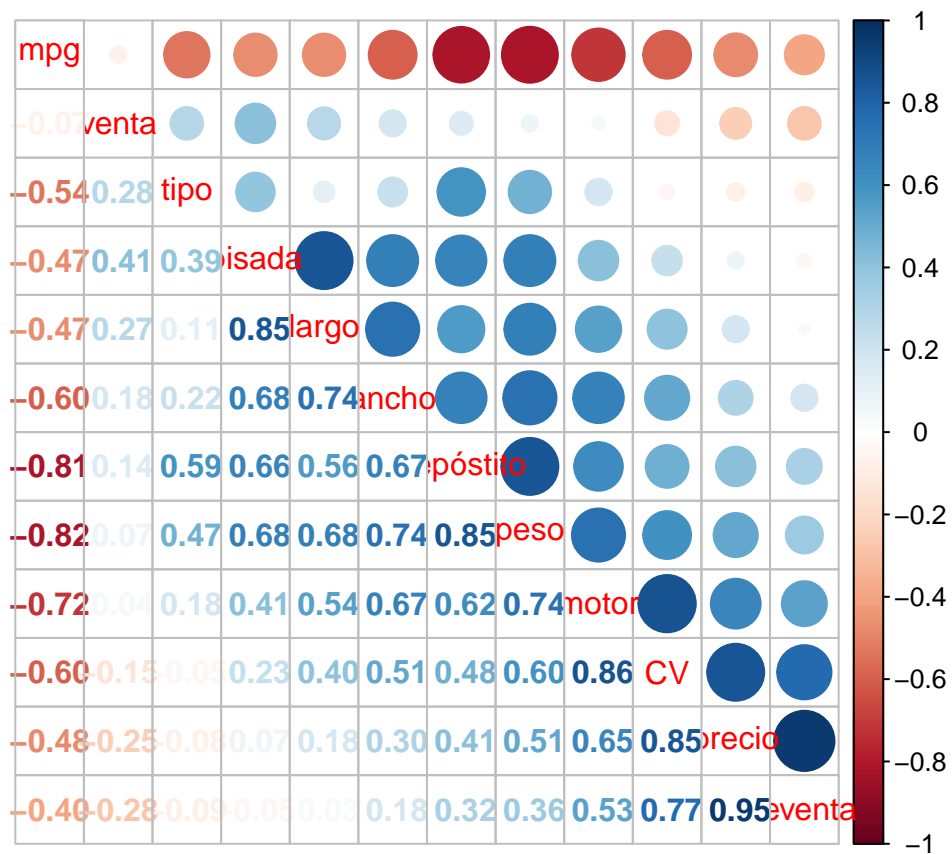 mpg
−0.07 venta
−0.54 0.28 tipo
−0.47 0.41 0.39 pisada
−0.47 0.27 0.11 0.85 largo
−0.60 0.18 0.22 0.68 0.74 ancho
−0.81 0.14 0.59 0.66 0.56 0.67 epóstito
−0.82 0.07 0.47 0.68 0.68 0.74 0.85 peso
−0.72 0.04 0.18 0.41 0.54 0.67 0.62 0.74 motor
−0.60 −0.15 −0.05 0.23 0.40 0.51 0.48 0.60 0.86 CV
−0.48 −0.25 −0.08 0.07 0.18 0.30 0.41 0.51 0.65 0.85 precio
−0.40 −0.28 −0.09 −0.05 0.03 0.18 0.32 0.36 0.53 0.77 0.95 eventa
1
0.8
0.6
0.4
0.2
0
−0.2
−0.4
−0.6
−0.8
−1